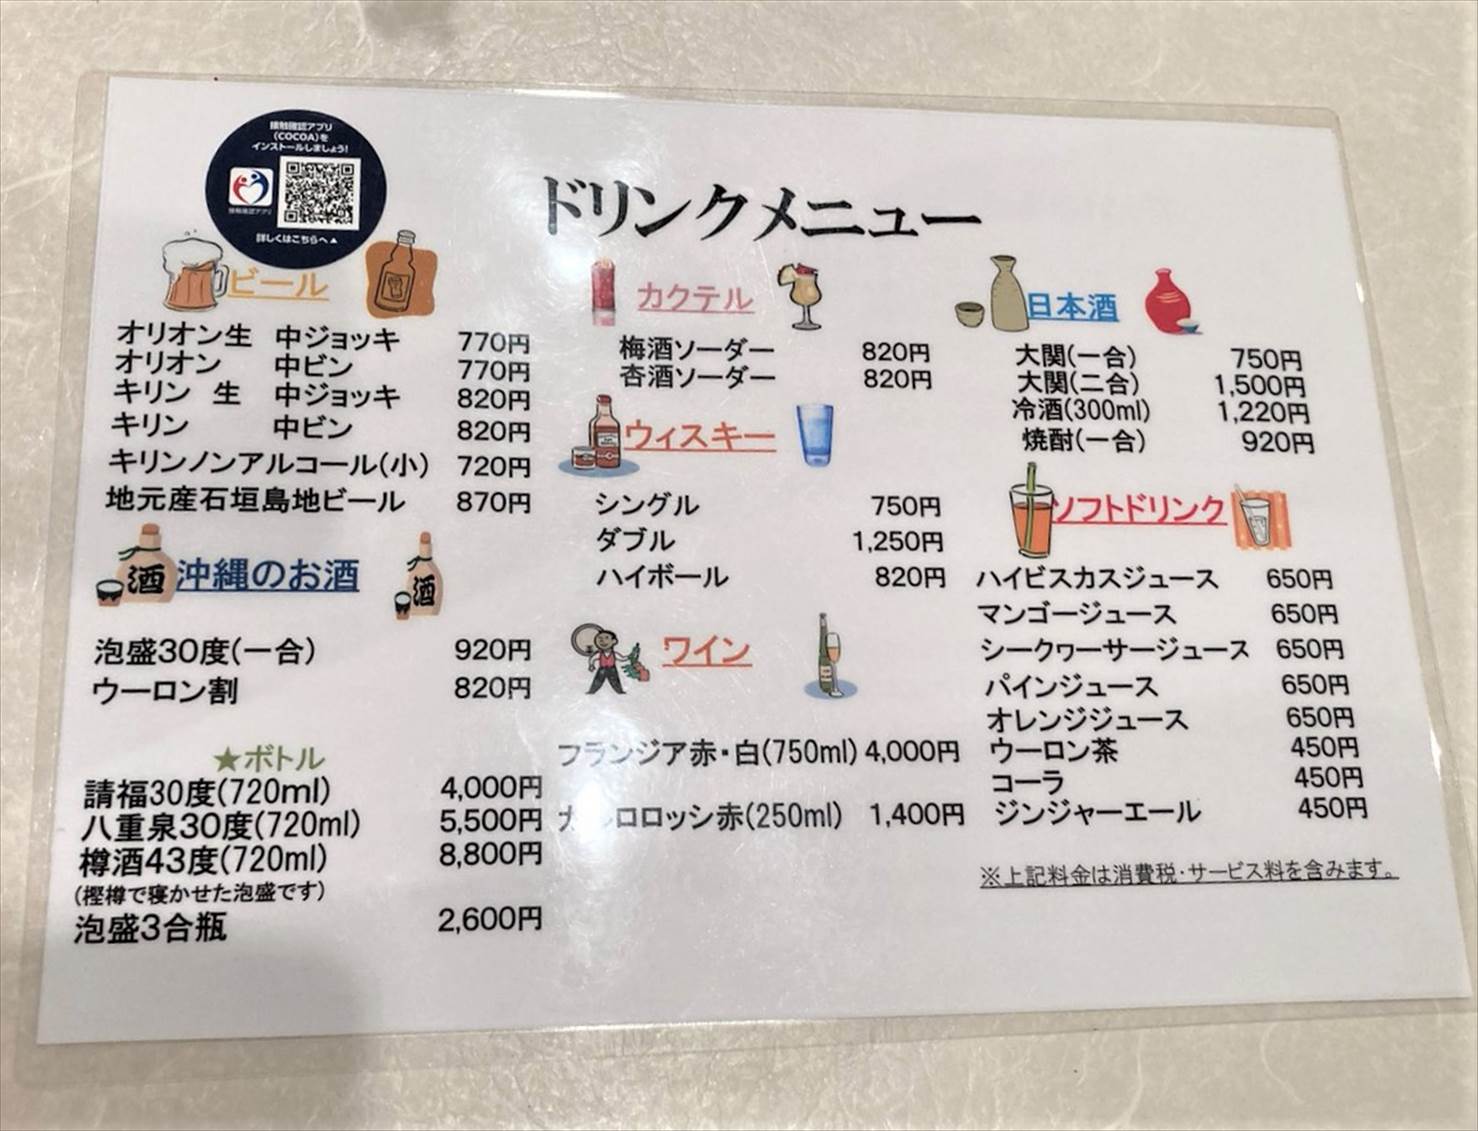 接触確認アプリ
(COCOA)を
インストールしましょう!
接触確認アプリ
詳しくはこちらへ▲
ドリンクメニュー
ビール
オリオン生 中ジョッキ 770円
オリオン 中ビン 770円
キリン 生 中ジョッキ 820円
キリン 中ビン 820円
キリンノンアルコール(小) 720円
地元産石垣島地ビール 870円
酒
沖縄のお酒
酒
泡盛30度(一合) 920円
ウーロン割 820円
★ボトル
請福30度(720ml) 4,000円
八重泉30度(720ml) 5,500円
樽酒43度(720ml) 8,800円
(樫樽で寝かせた泡盛です)
泡盛3合瓶 2,600円
カクテル
梅酒ソーダー 820円
杏酒ソーダー 820円
ウィスキー
シングル 750円
ダブル 1,250円
ハイボール 820円
ワイン
フランジア赤・白(750ml) 4,000円
ロロッシ赤(250ml) 1,400円
日本酒
大関(一合) 750円
大関(二合) 1,500円
冷酒(300ml) 1,220円
焼酎(一合) 920円
ソフトドリンク
ハイビスカスジュース 650円
マンゴージュース 650円
シークヮーサージュース 650円
パインジュース 650円
オレンジジュース 650円
ウーロン茶 450円
コーラ 450円
ジンジャーエール 450円
※上記料金は消費税・サービス料を含みます。